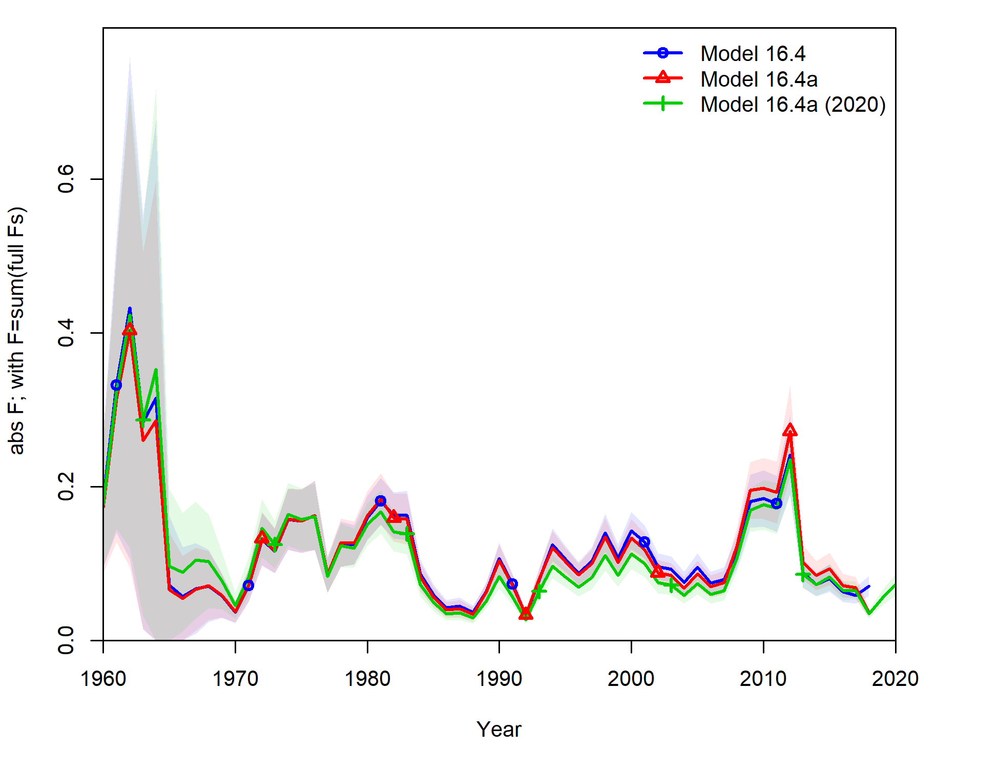 Model 16.4
Model 16.4a
Model 16.4a (2020)
abs F; with F=sum(full Fs)
0.6
0.4
0.2
0.0
1960 1970 1980 1990 2000 2010 2020
Year